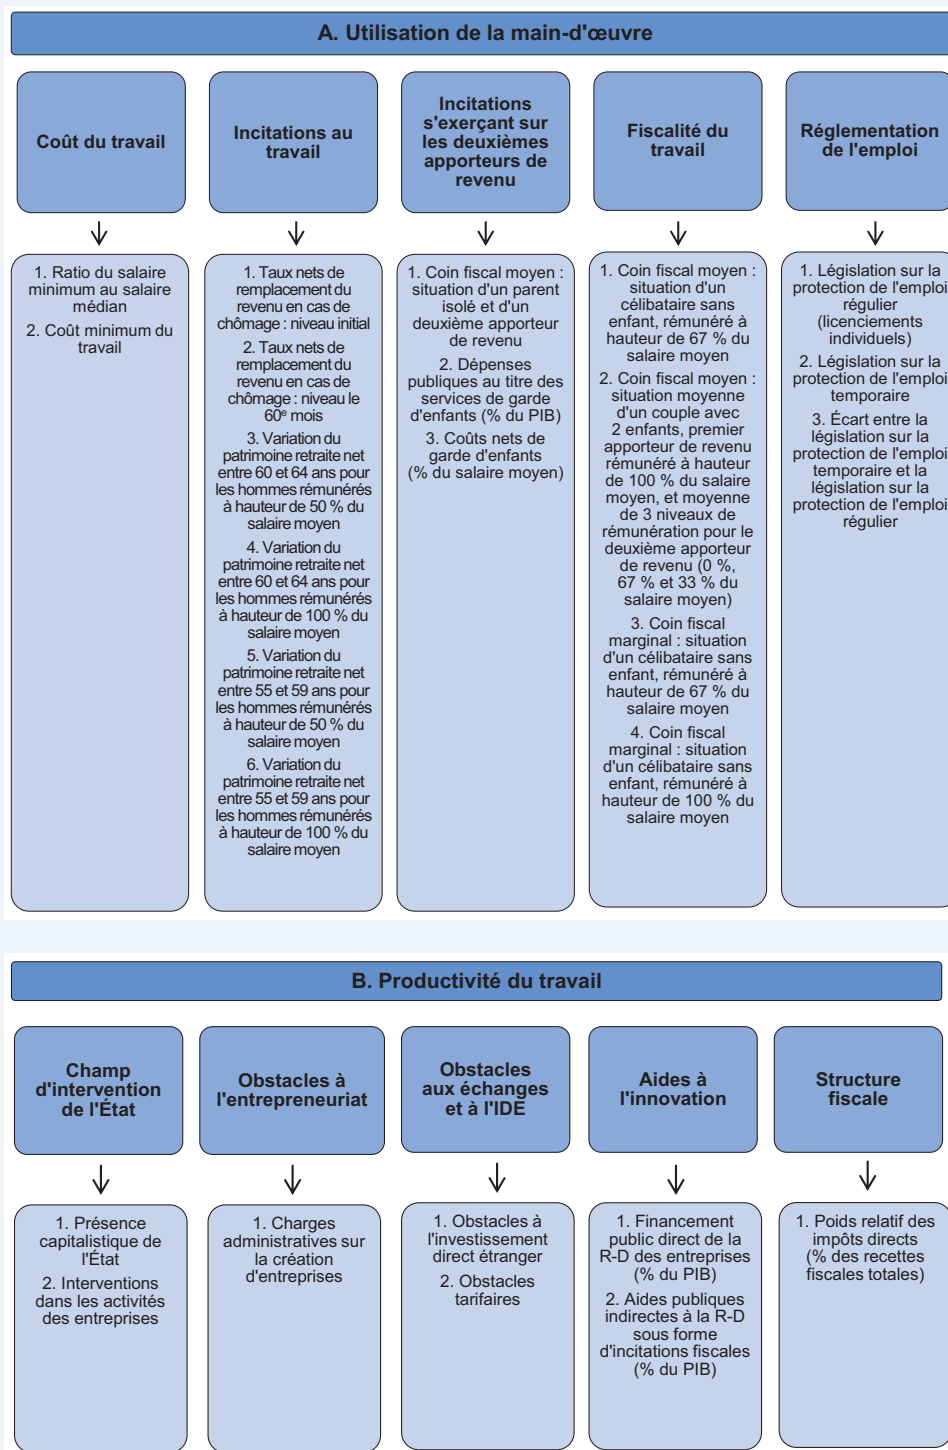 A. Utilisation de la main-d'œuvre
Coût du travail
Incitations au
travail
Incitations
s'exerçant sur
les deuxièmes
apporteurs de
revenu
Fiscalité du
travail
Réglementation
de l'emploi
1. Ratio du salaire
minimum au salaire
médian
2. Coût minimum du
travail
1. Taux nets de
remplacement du
revenu en cas de
chômage : niveau initial
2. Taux nets de
remplacement du
revenu en cas de
chômage : niveau le
60e mois
3. Variation du
patrimoine retraite net
entre 60 et 64 ans pour
les hommes rémunérés
à hauteur de 50 % du
salaire moyen
4. Variation du
patrimoine retraite net
entre 60 et 64 ans pour
les hommes rémunérés
à hauteur de 100 % du
salaire moyen
5. Variation du
patrimoine retraite net
entre 55 et 59 ans pour
les hommes rémunérés
à hauteur de 50 % du
salaire moyen
6. Variation du
patrimoine retraite net
entre 55 et 59 ans pour
les hommes rémunérés
à hauteur de 100 % du
salaire moyen
1. Coin fiscal moyen :
situation d'un parent
isolé et d'un
deuxième apporteur
de revenu
2. Dépenses
publiques au titre des
services de garde
d'enfants (% du PIB)
3. Coûts nets de
garde d'enfants
(% du salaire moyen)
1. Coin fiscal moyen :
situation d'un
célibataire sans
enfant, rémunéré à
hauteur de 67 % du
salaire moyen
2. Coin fiscal moyen :
situation moyenne
d'un couple avec
2 enfants, premier
apporteur de revenu
rémunéré à hauteur
de 100 % du salaire
moyen, et moyenne
de 3 niveaux de
rémunération pour le
deuxième apporteur
de revenu (0 %,
67 % et 33 % du
salaire moyen)
3. Coin fiscal
marginal : situation
d'un célibataire sans
enfant, rémunéré à
hauteur de 67 % du
salaire moyen
4. Coin fiscal
marginal : situation
d'un célibataire sans
enfant, rémunéré à
hauteur de 100 % du
salaire moyen
1. Législation sur la
protection de l'emploi
régulier
(licenciements
individuels)
2. Législation sur la
protection de l'emploi
temporaire
3. Écart entre la
législation sur la
protection de l'emploi
temporaire et la
législation sur la
protection de l'emploi
régulier
B. Productivité du travail
Champ
d'intervention
de l'État
Obstacles à
l'entrepreneuriat
Obstacles
aux échanges
et à l'IDE
Aides à
l'innovation
Structure
fiscale
1. Présence
capitalistique de
l'État
2. Interventions
dans les activités
des entreprises
1. Charges
administratives sur
la création
d'entreprises
1. Obstacles à
l'investissement
direct étranger
2. Obstacles
tarifaires
1. Financement
public direct de la
R-D des entreprises
(% du PIB)
2. Aides publiques
indirectes à la R-D
sous forme
d'incitations fiscales
(% du PIB)
1. Poids relatif des
impôts directs
(% des recettes
fiscales totales)